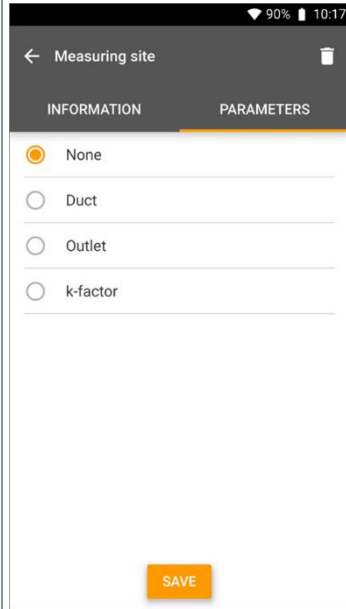 90% 10:17
Measuring site
INFORMATION PARAMETERS
None
Duct
Outlet
k-factor
SAVE